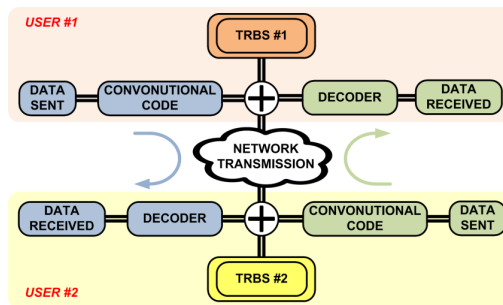 USER #1
TRBS #1
DATA
SENT
CONVONUTIONAL
CODE
DECODER
DATA
RECEIVED
NETWORK
TRANSMISSION
DATA
RECEIVED
DECODER
CONVONUTIONAL
CODE
DATA
SENT
TRBS #2
USER #2